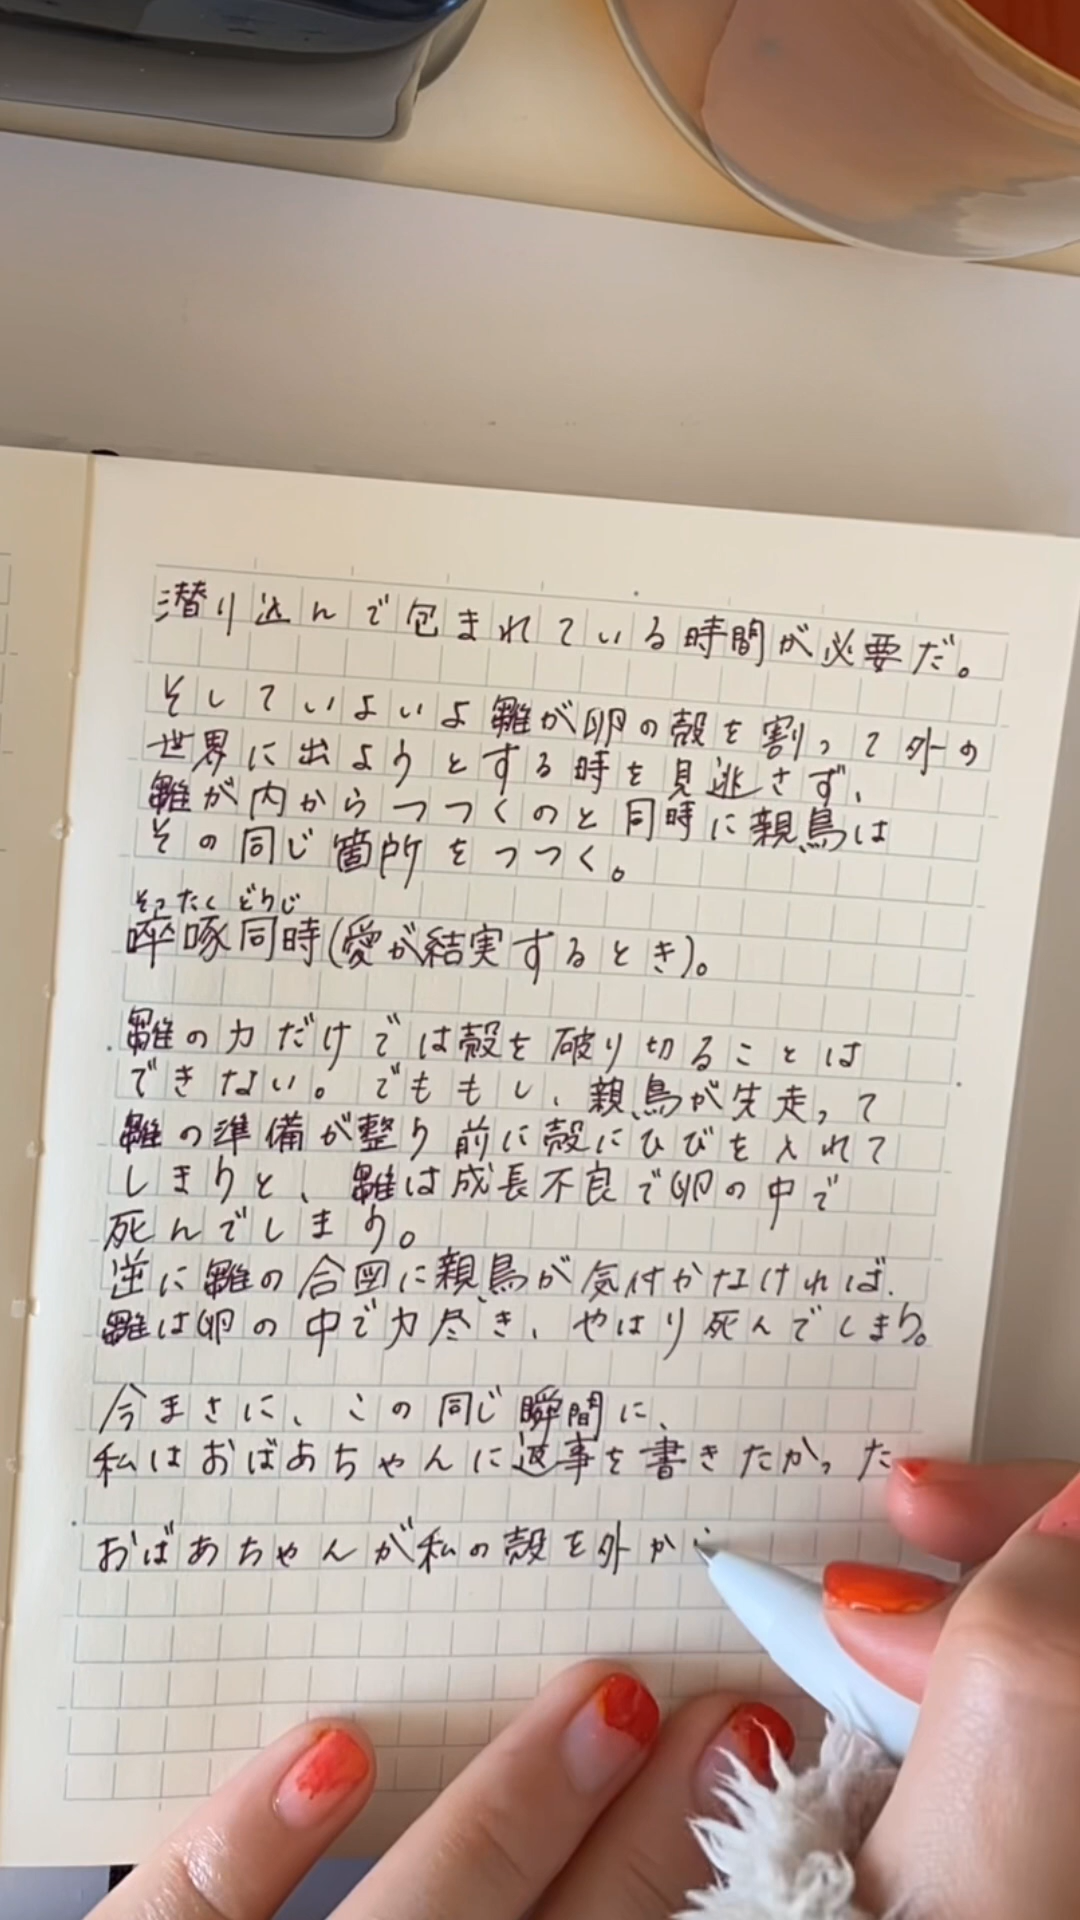 潜り込んで包まれている時間が必要だ。
そしていよいよ雛が卵の殻を割って外の
世界に出ようとする時を見逃さず、
雛が内からつつくのと同時に親鳥は
その同じ箇所をつつく。
そったくどうじ
啐啄同時(愛が結実するとき)。
雛の力だけでは殻を破り切ることは
できない。でももし、親鳥が先走って
雛の準備が整う前に殻にひびを入れて
しまうと、雛は成長不良で卵の中で
死んでしまう。
逆に雛の合図に親鳥が気付かなければ、
雛は卵の中で力尽き、やはり死んでしまう。
今まさに、この同じ瞬間に、
私はおばあちゃんに返事を書きたかった
おばあちゃんが私の殻を外か